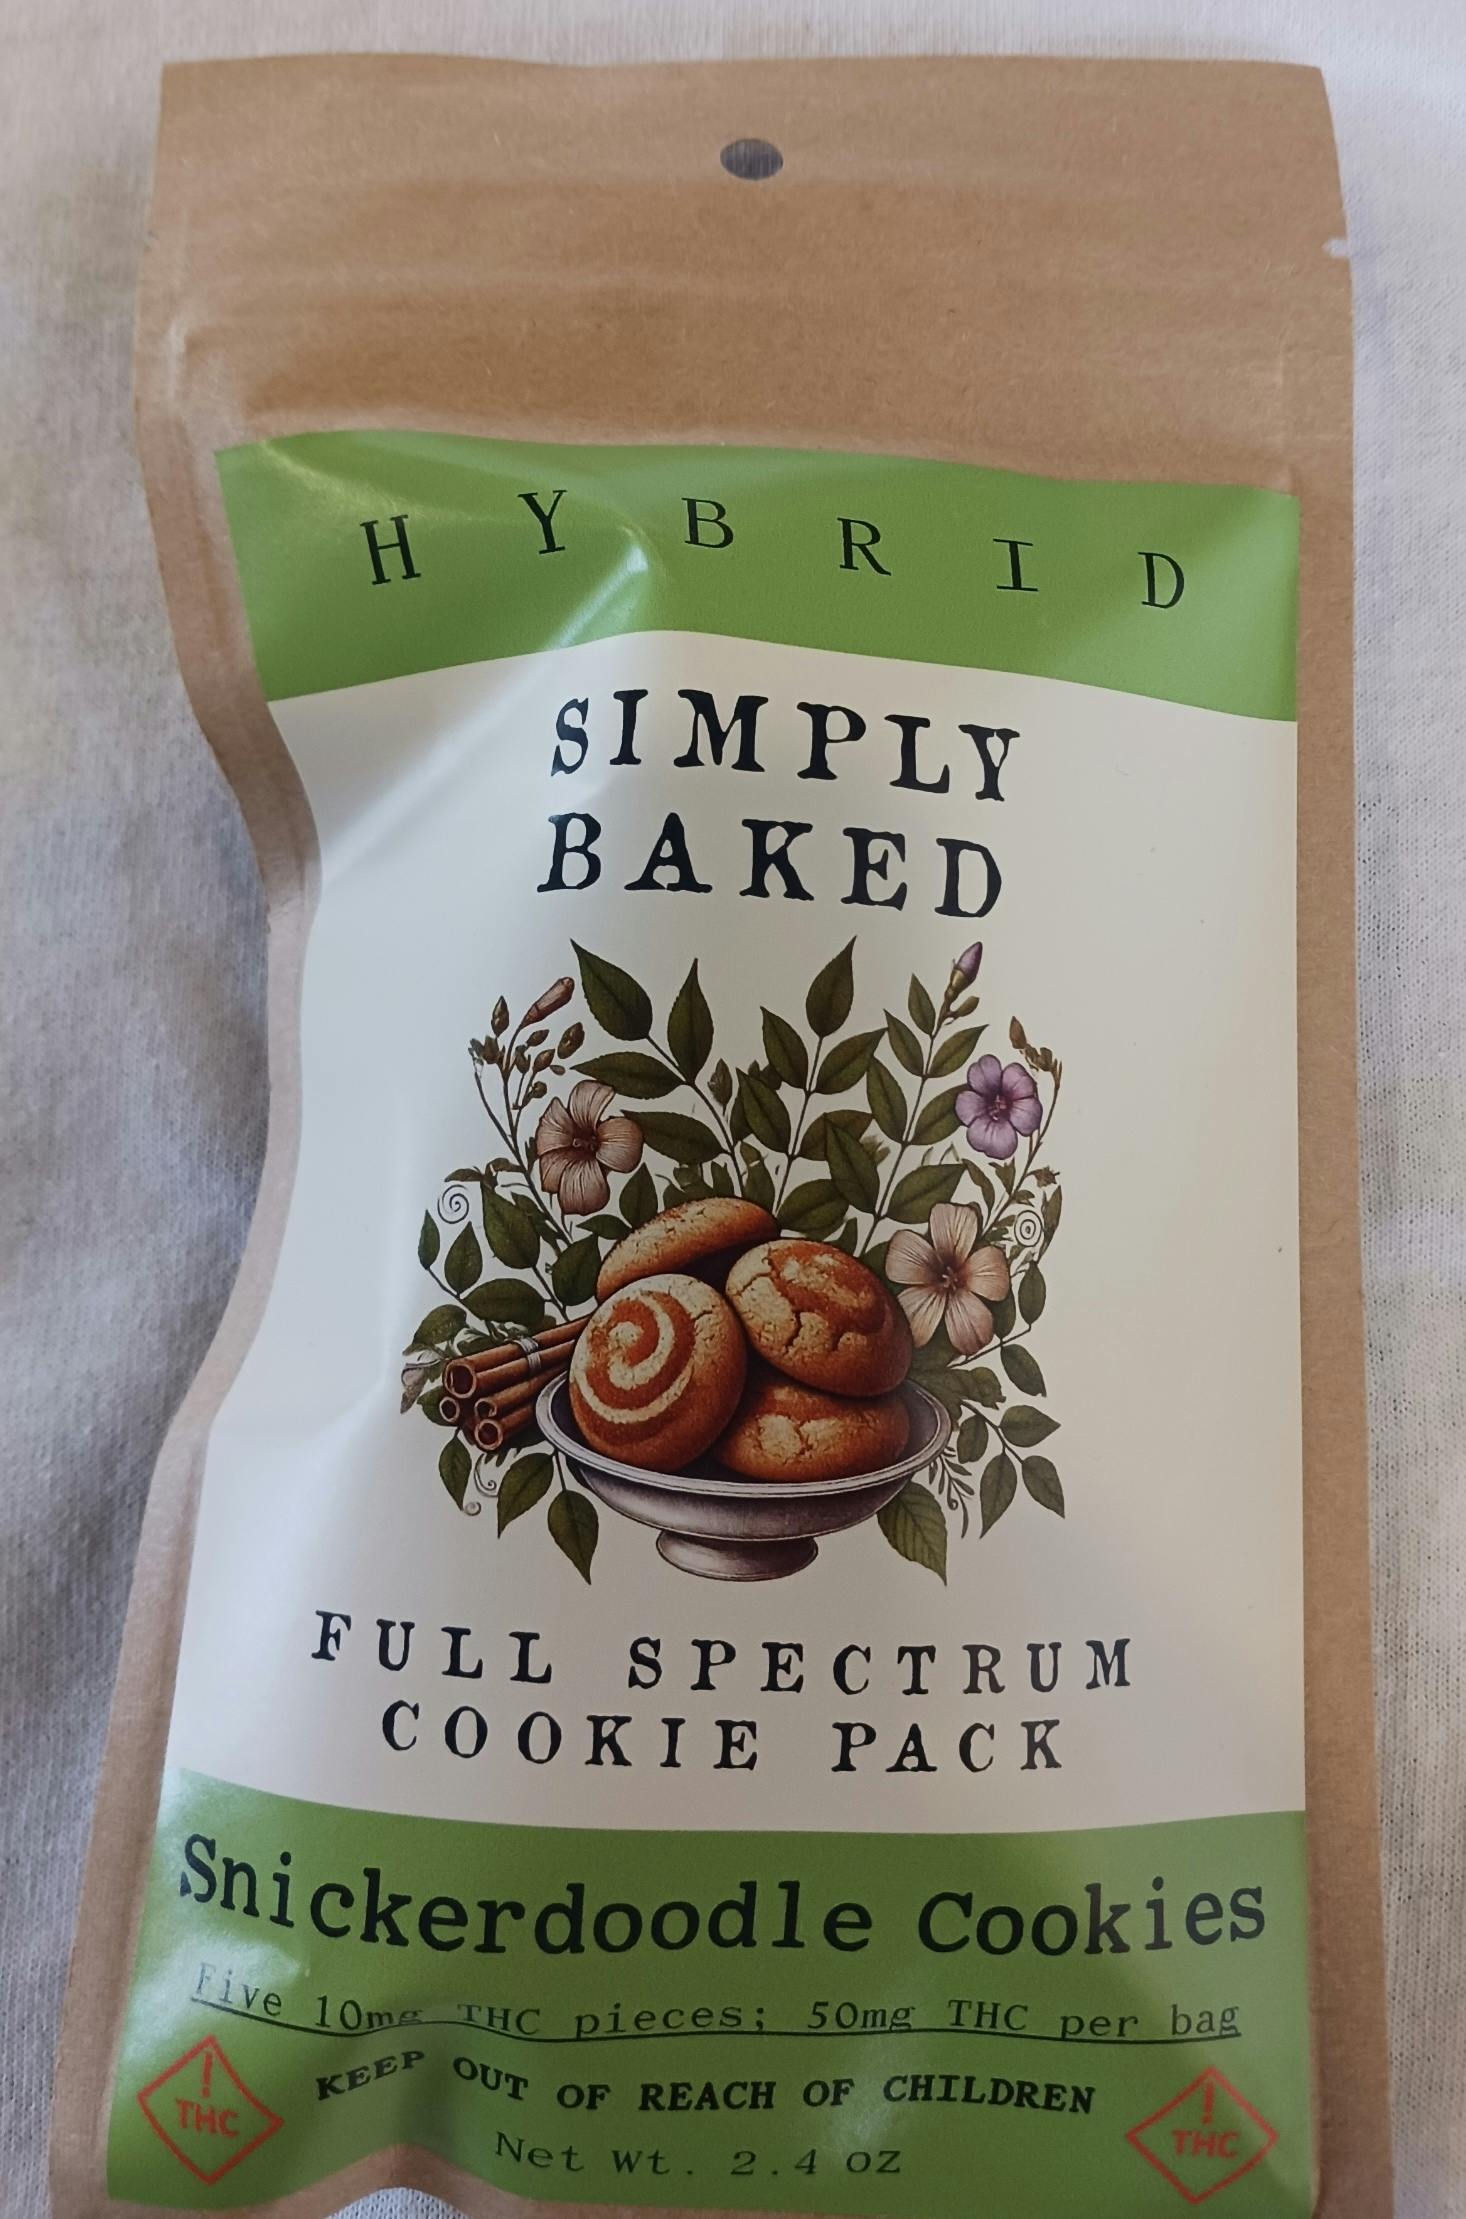 HYBRID
SIMPLY
BAKED
FULL SPECTRUM
COOKIE PACK
Snickerdoodle Cookies
Five 10mg THC pieces; 50mg THC per bag
! THC
KEEP OUT OF REACH OF CHILDREN
! THC
Net Wt. 2.4 oz